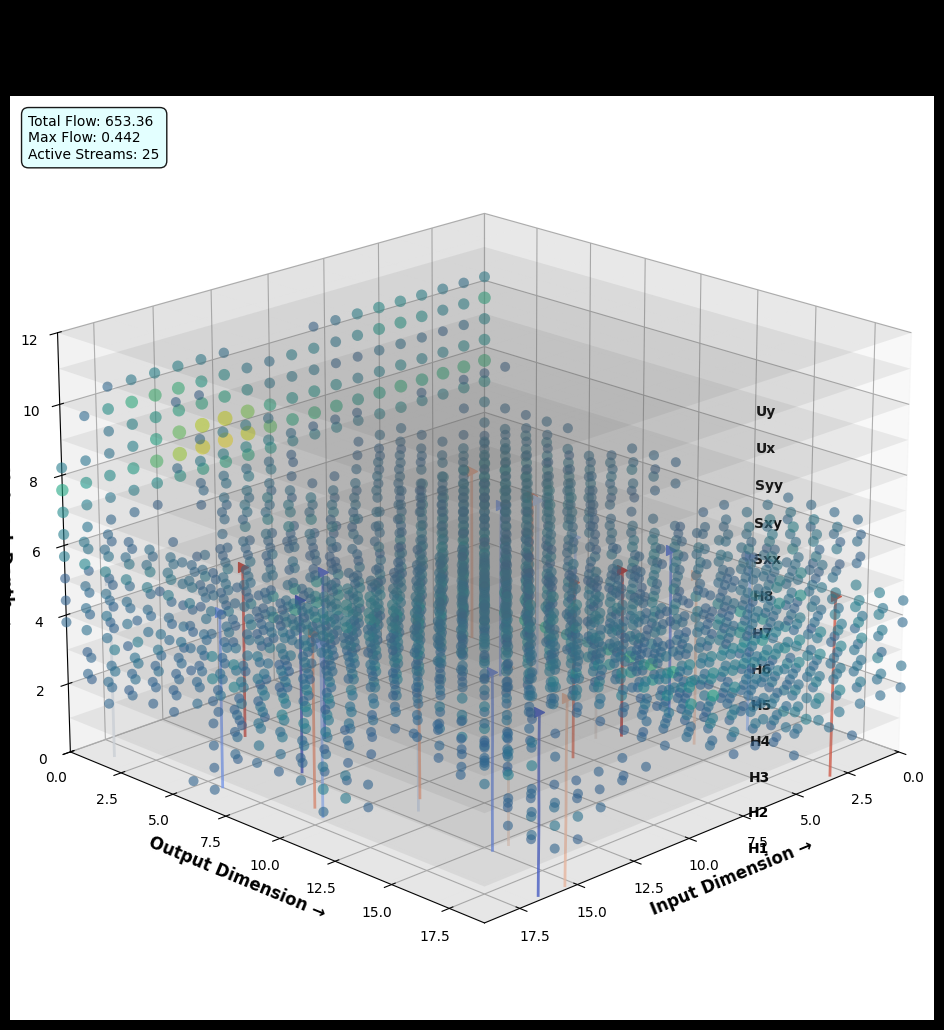 Total Flow: 653.36
Max Flow: 0.442
Active Streams: 25
12
10
8
6
4
2
0
Uy
Ux
Syy
Sxy
Sxx
H8
H7
H6
H5
H4
H3
H2
H1
0.0
2.5
5.0
7.5
10.0
12.5
15.0
17.5
Output Dimension →
17.5
15.0
12.5
10.0
7.5
5.0
2.5
0.0
Input Dimension →